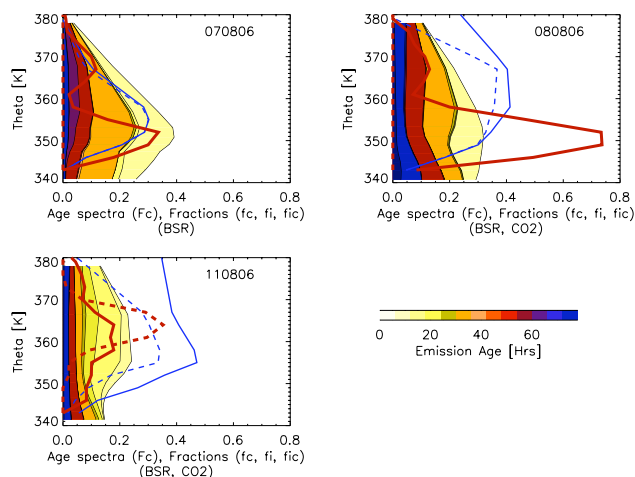 070806
Theta [K]
380
370
360
350
340
0.0 0.2 0.4 0.6 0.8
Age spectra (Fc), Fractions (fc, fi, fic)
(BSR)
080806
Theta [K]
380
370
360
350
340
0.0 0.2 0.4 0.6 0.8
Age spectra (Fc), Fractions (fc, fi, fic)
(BSR, CO2)
110806
Theta [K]
380
370
360
350
340
0.0 0.2 0.4 0.6 0.8
Age spectra (Fc), Fractions (fc, fi, fic)
(BSR, CO2)
0 20 40 60
Emission Age [Hrs]